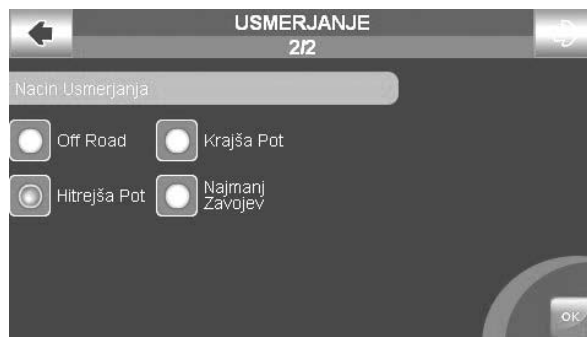 USMERJANJE
2/2
Nacin Usmerjanja
Off Road
Krajša Pot
Hitrejša Pot
Najmanj
Zavojev
OK